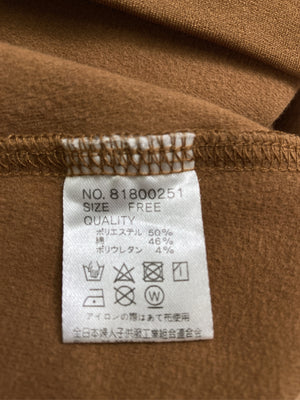 NO. 81800251
SIZE FREE
QUALITY
ポリエステル 50%
綿 46%
ポリウレタン 4%
W
アイロンの際はあて布使用
全日本婦人子供服工業組合連合会